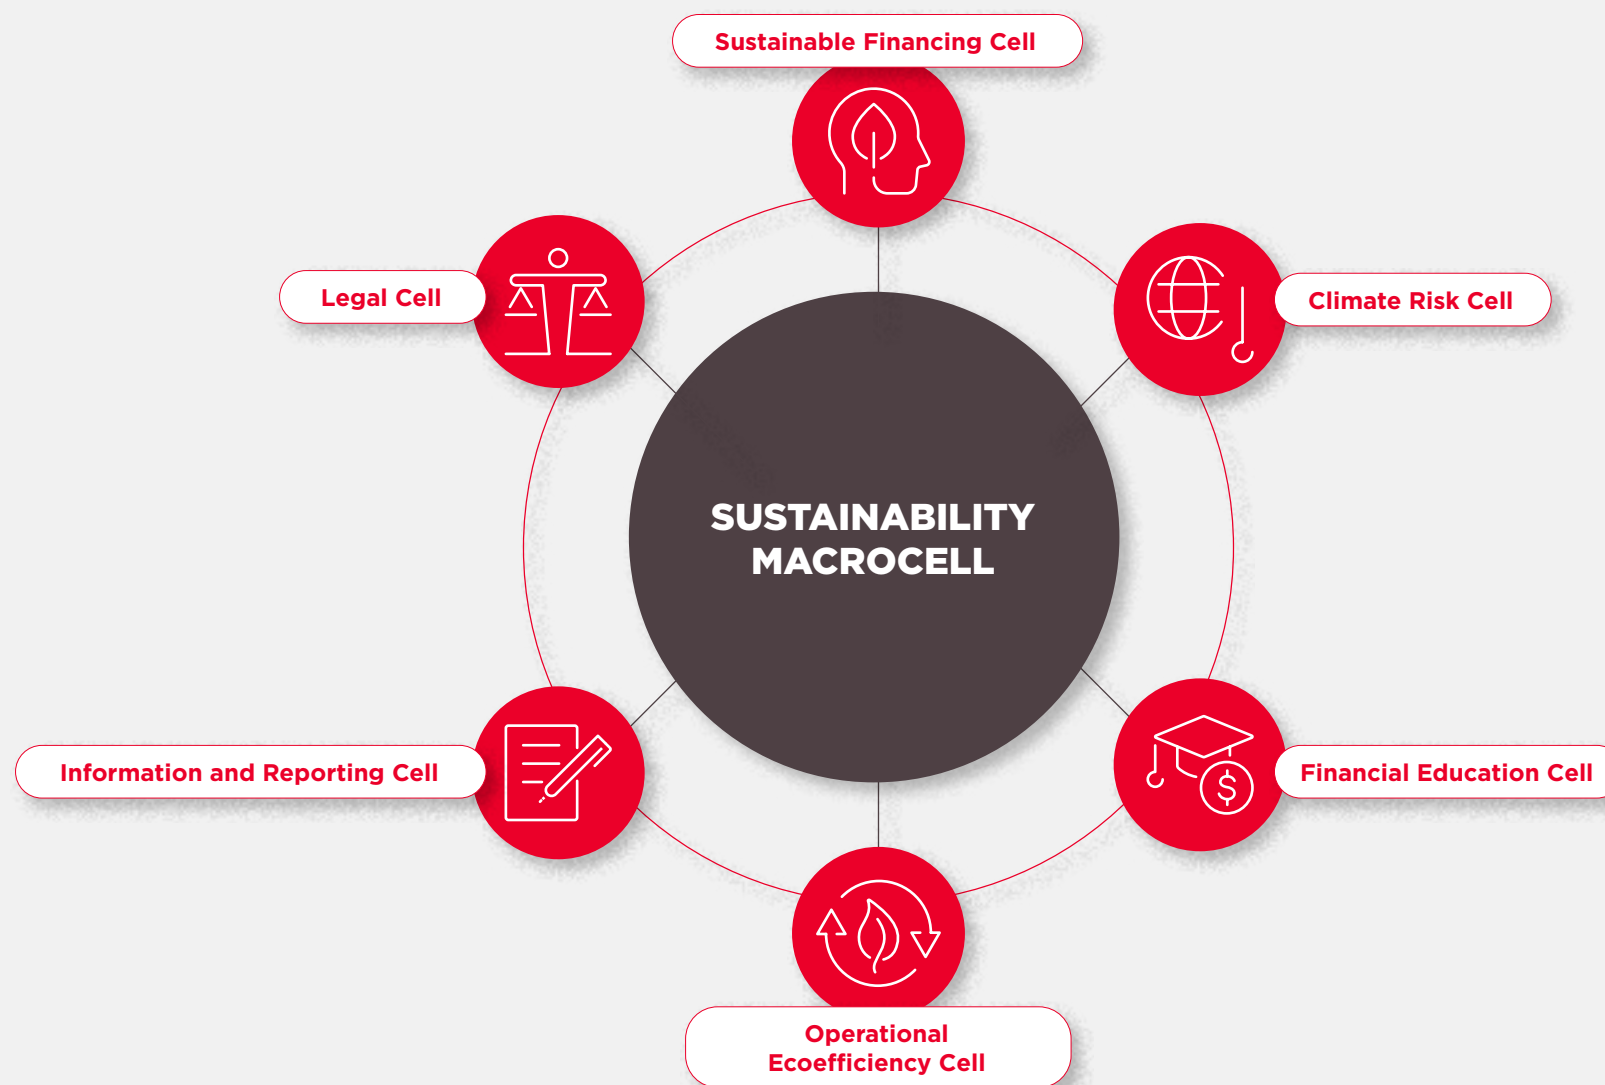 Sustainable Financing Cell
Legal Cell
Climate Risk Cell
SUSTAINABILITY
MACROCELL
Information and Reporting Cell
Financial Education Cell
$
Operational
Ecoefficiency Cell